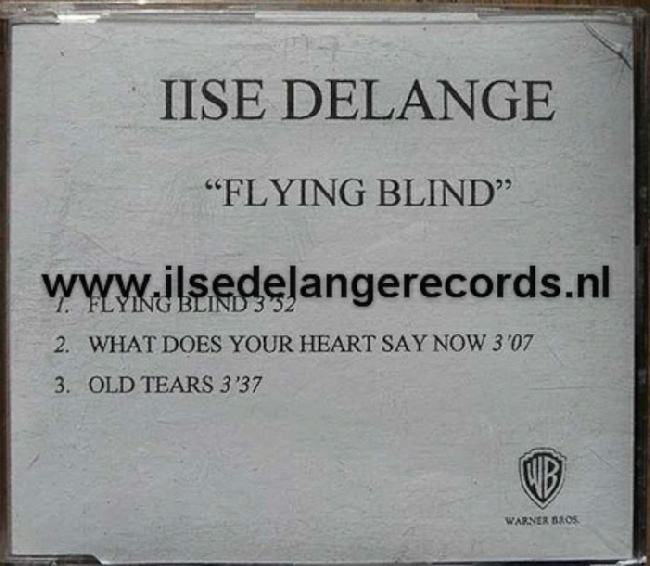 IISE DELANGE
“FLYING BLIND”
www.ilsedelangerecords.nl
1. FLYING BLIND 3’52
2. WHAT DOES YOUR HEART SAY NOW 3’07
3. OLD TEARS 3’37
WB
WARNER BROS.